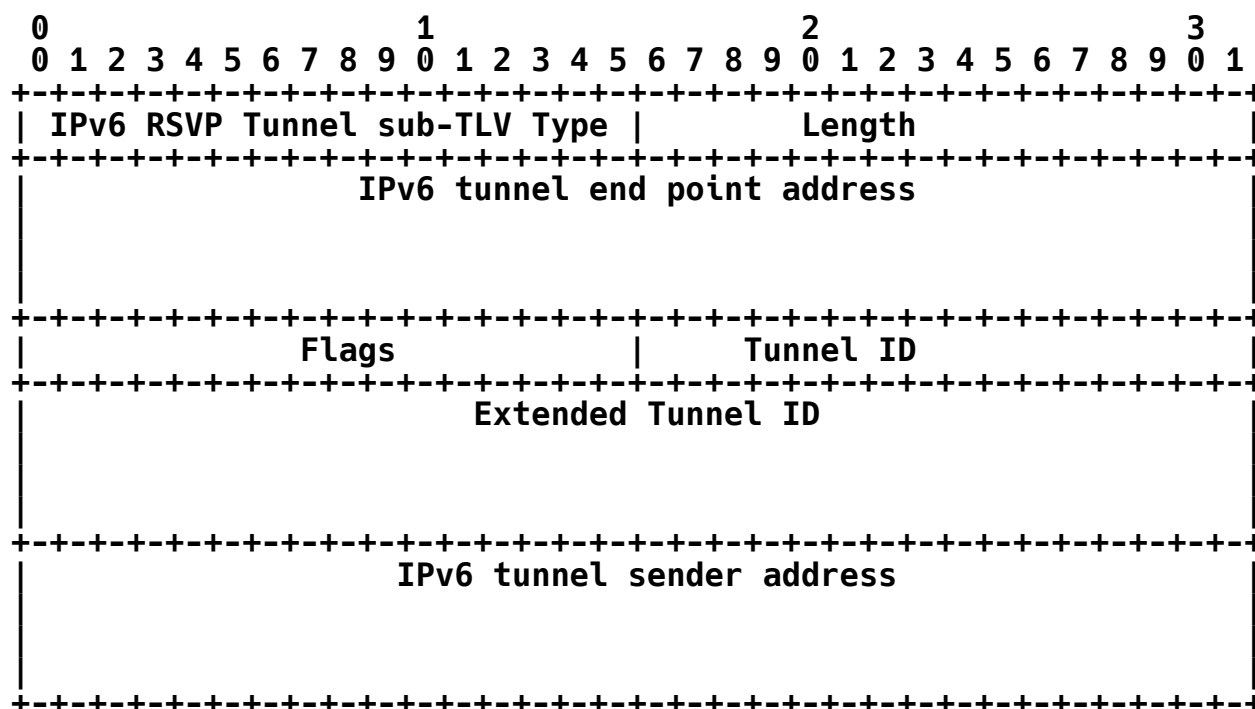 0                   1                   2                   3
 0 1 2 3 4 5 6 7 8 9 0 1 2 3 4 5 6 7 8 9 0 1 2 3 4 5 6 7 8 9 0 1
+-+-+-+-+-+-+-+-+-+-+-+-+-+-+-+-+-+-+-+-+-+-+-+-+-+-+-+-+-+-+-+-+
| IPv6 RSVP Tunnel sub-TLV Type |        Length                 |
+-+-+-+-+-+-+-+-+-+-+-+-+-+-+-+-+-+-+-+-+-+-+-+-+-+-+-+-+-+-+-+-+
|                 IPv6 tunnel end point address                 |
|                                                               |
|                                                               |
|                                                               |
+-+-+-+-+-+-+-+-+-+-+-+-+-+-+-+-+-+-+-+-+-+-+-+-+-+-+-+-+-+-+-+-+
|              Flags            |     Tunnel ID                 |
+-+-+-+-+-+-+-+-+-+-+-+-+-+-+-+-+-+-+-+-+-+-+-+-+-+-+-+-+-+-+-+-+
|                       Extended Tunnel ID                      |
|                                                               |
|                                                               |
|                                                               |
+-+-+-+-+-+-+-+-+-+-+-+-+-+-+-+-+-+-+-+-+-+-+-+-+-+-+-+-+-+-+-+-+
|                   IPv6 tunnel sender address                  |
|                                                               |
|                                                               |
|                                                               |
+-+-+-+-+-+-+-+-+-+-+-+-+-+-+-+-+-+-+-+-+-+-+-+-+-+-+-+-+-+-+-+-+